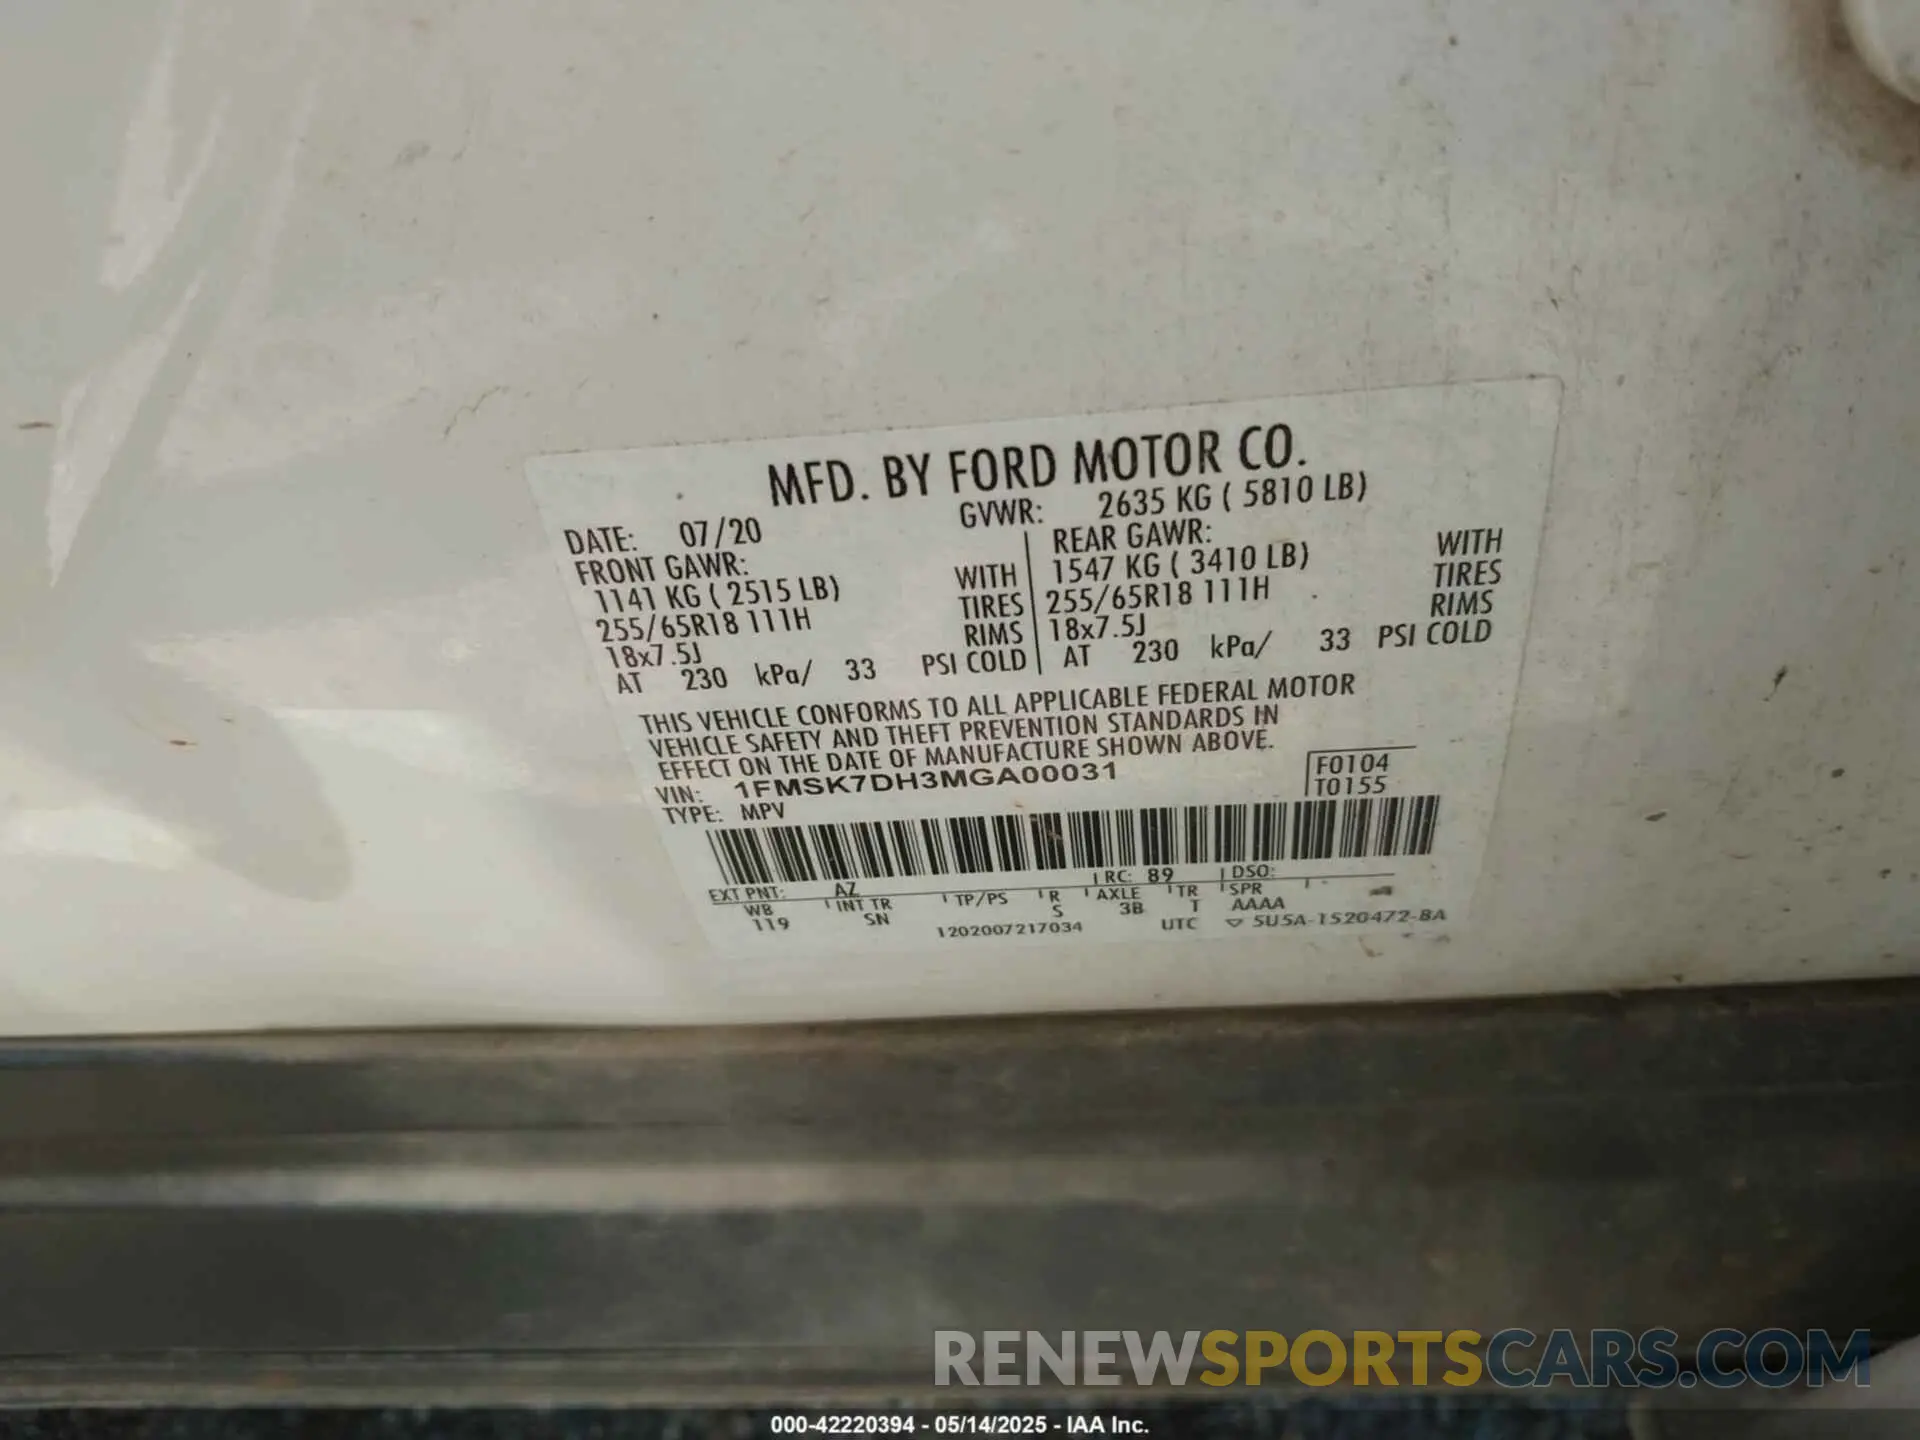 MFD. BY FORD MOTOR CO.
DATE: 07/20 GVWR: 2635 KG ( 5810 LB)
FRONT GAWR: REAR GAWR:
1141 KG ( 2515 LB) WITH 1547 KG ( 3410 LB) WITH
255/65R18 111H TIRES 255/65R18 111H TIRES
18x7.5J RIMS 18x7.5J RIMS
AT 230 kPa/ 33 PSI COLD AT 230 kPa/ 33 PSI COLD
THIS VEHICLE CONFORMS TO ALL APPLICABLE FEDERAL MOTOR
VEHICLE SAFETY AND THEFT PREVENTION STANDARDS IN
EFFECT ON THE DATE OF MANUFACTURE SHOWN ABOVE.
VIN: 1FMSK7DH3MGA00031 F0104
TYPE: MPV T0155
EXT PNT: AZ RC: 89 DSO:
WB INT TR TP/PS R AXLE TR SPR
119 SN S 3B T AAAA
1202007217034 UTC ▽ 5U5A-1520472-BA
RENEWSPORTSCARS.COM
000-42220394 - 05/14/2025 - IAA Inc.